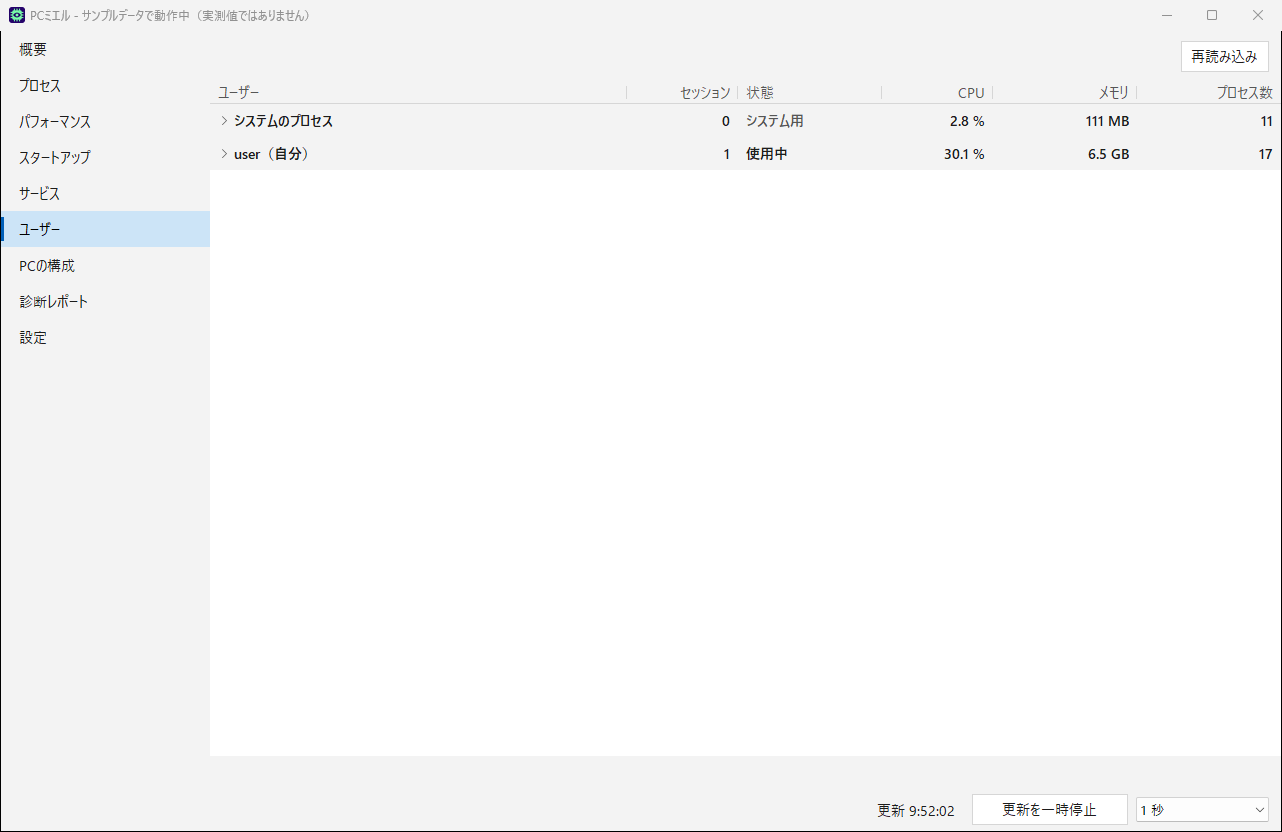 PCミエル - サンプルデータで動作中（実測値ではありません）
概要
プロセス
パフォーマンス
スタートアップ
サービス
ユーザー
PCの構成
診断レポート
設定
再読み込み
ユーザー セッション 状態 CPU メモリ プロセス数
システムのプロセス 0 システム用 2.8 % 111 MB 11
user（自分） 1 使用中 30.1 % 6.5 GB 17
更新 9:52:02 更新を一時停止 1 秒